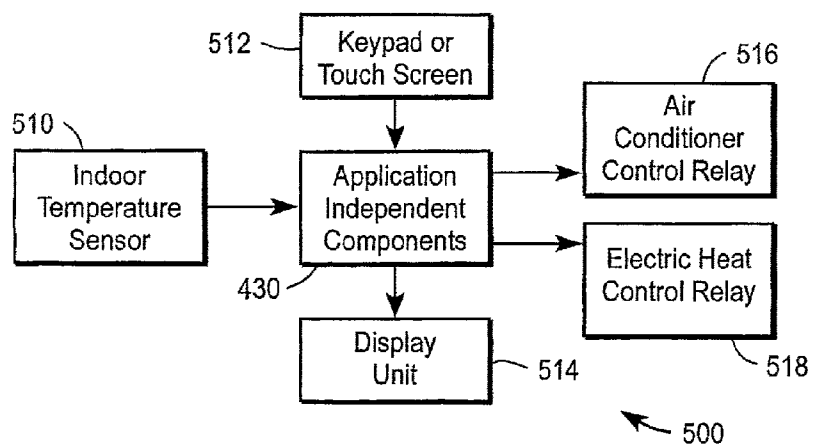 512
Keypad or
Touch Screen
516
Air
Conditioner
Control Relay
510
Indoor
Temperature
Sensor
Application
Independent
Components
430
Electric Heat
Control Relay
518
Display
Unit
514
500